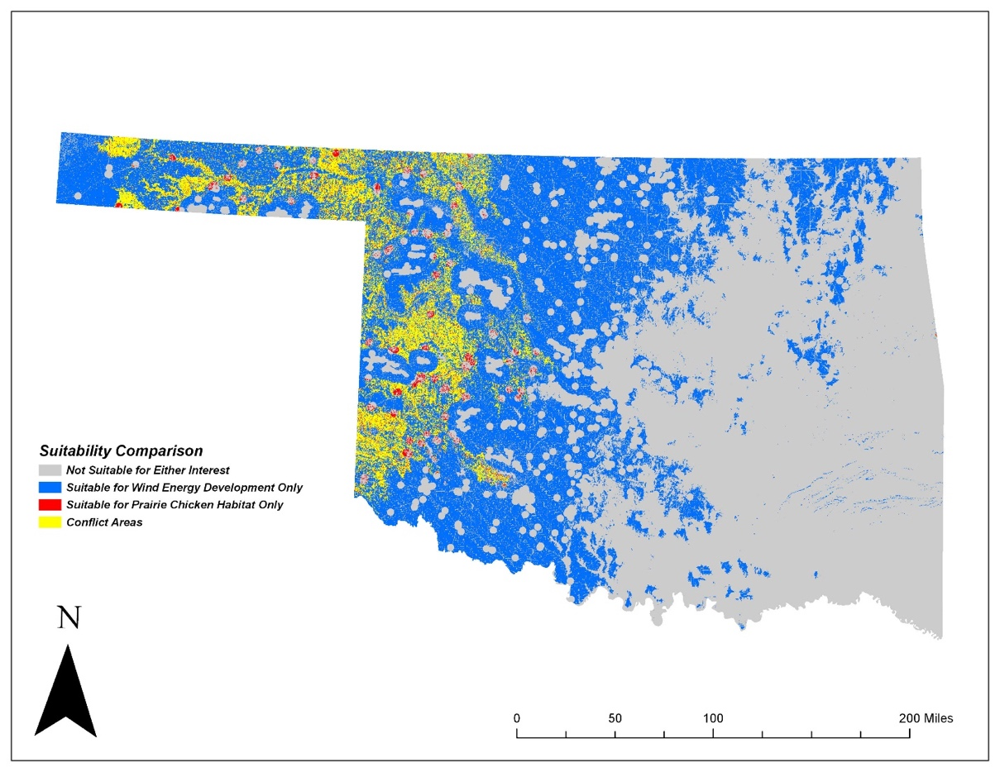 Suitability Comparison
Not Suitable for Either Interest
Suitable for Wind Energy Development Only
Suitable for Prairie Chicken Habitat Only
Conflict Areas
N
0 50 100 200 Miles